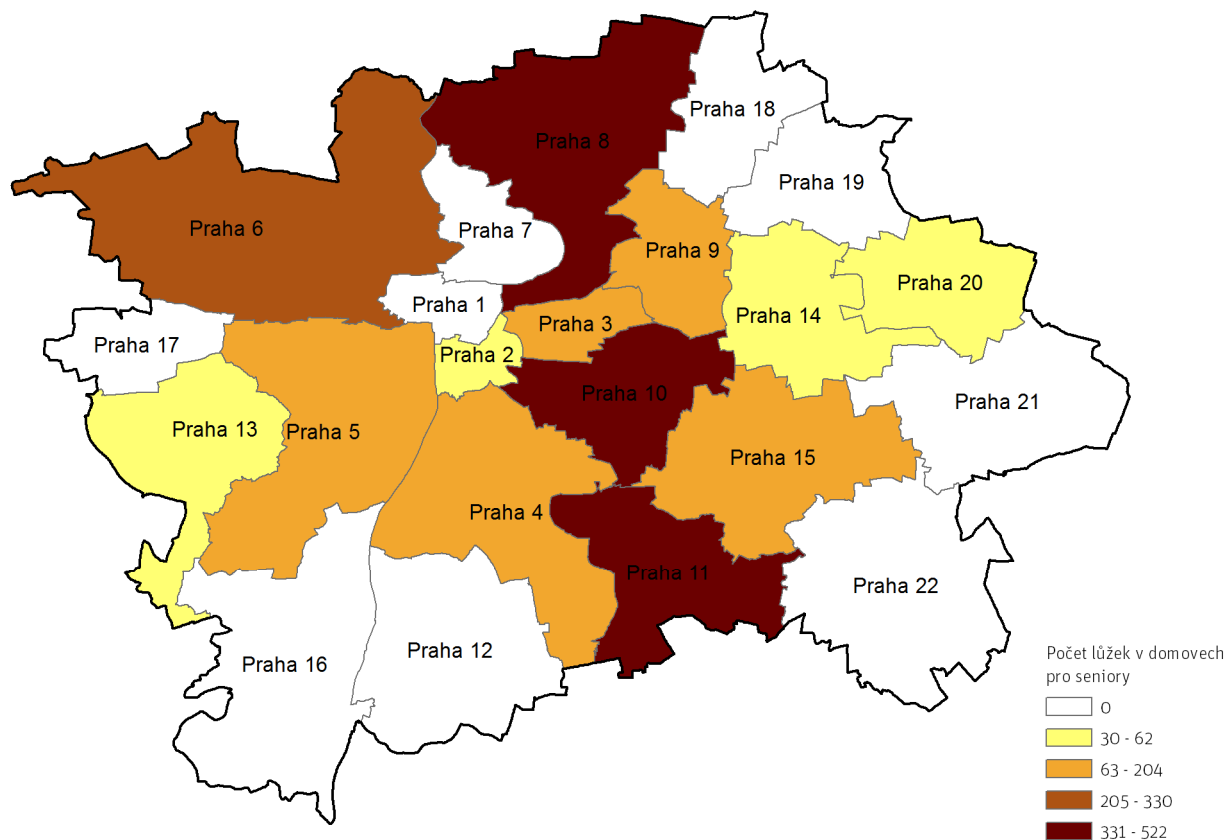 Praha 18
Praha 8
Praha 19
Praha 6
Praha 7
Praha 9
Praha 20
Praha 1
Praha 3
Praha 14
Praha 17
Praha 2
Praha 10
Praha 21
Praha 13
Praha 5
Praha 15
Praha 4
Praha 11
Praha 22
Praha 12
Praha 16
Počet lůžek v domovech
pro seniory
0
30 - 62
63 - 204
205 - 330
331 - 522